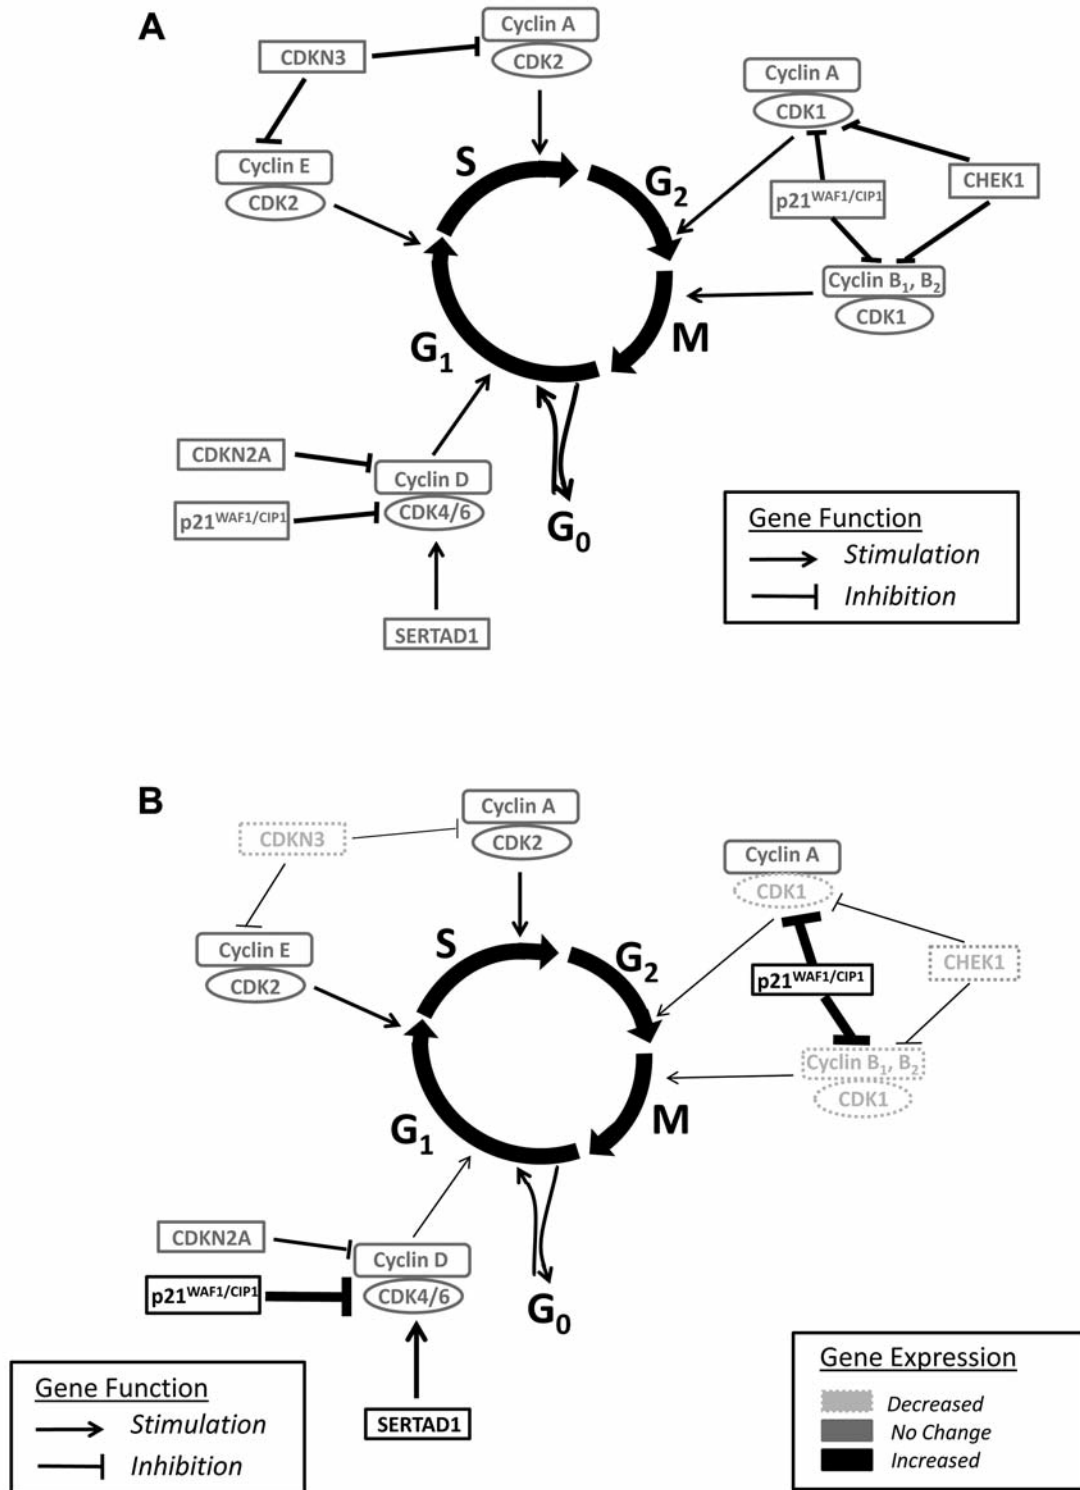 A
CDKN3
Cyclin A
CDK2
Cyclin A
CDK1
Cyclin E
CDK2
S
G2
p21WAF1/CIP1
CHEK1
Cyclin B1, B2
CDK1
G1
M
CDKN2A
p21WAF1/CIP1
Cyclin D
CDK4/6
G0
SERTAD1
Gene Function
Stimulation
Inhibition
B
CDKN3
Cyclin A
CDK2
Cyclin A
CDK1
Cyclin E
CDK2
S
G2
p21WAF1/CIP1
CHEK1
Cyclin B1, B2
CDK1
G1
M
CDKN2A
p21WAF1/CIP1
Cyclin D
CDK4/6
G0
SERTAD1
Gene Function
Stimulation
Inhibition
Gene Expression
Decreased
No Change
Increased